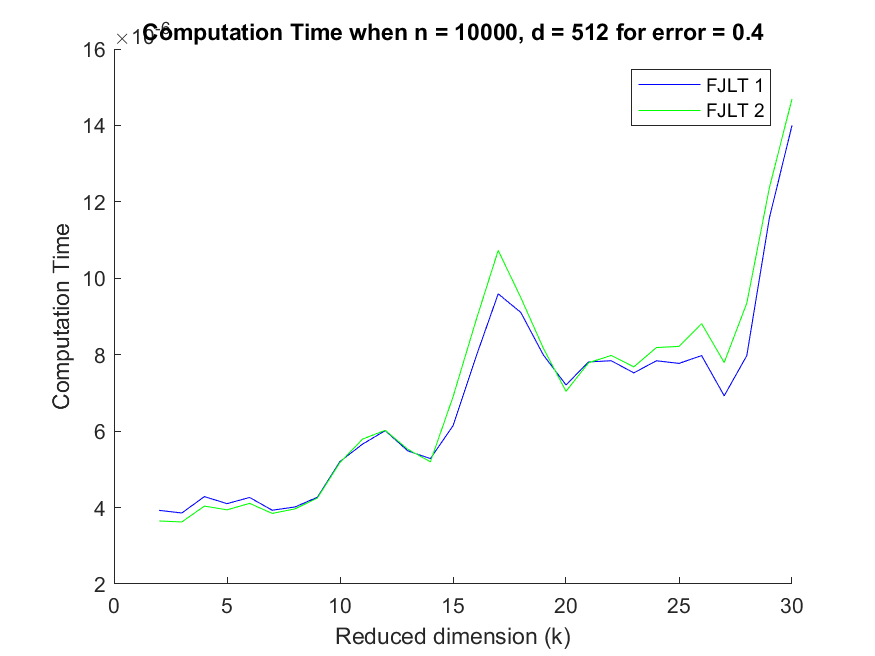 Computation Time when n = 10000, d = 512 for error = 0.4
×10-6
16
14
12
10
8
6
4
2
Computation Time
FJLT 1
FJLT 2
0 5 10 15 20 25 30
Reduced dimension (k)